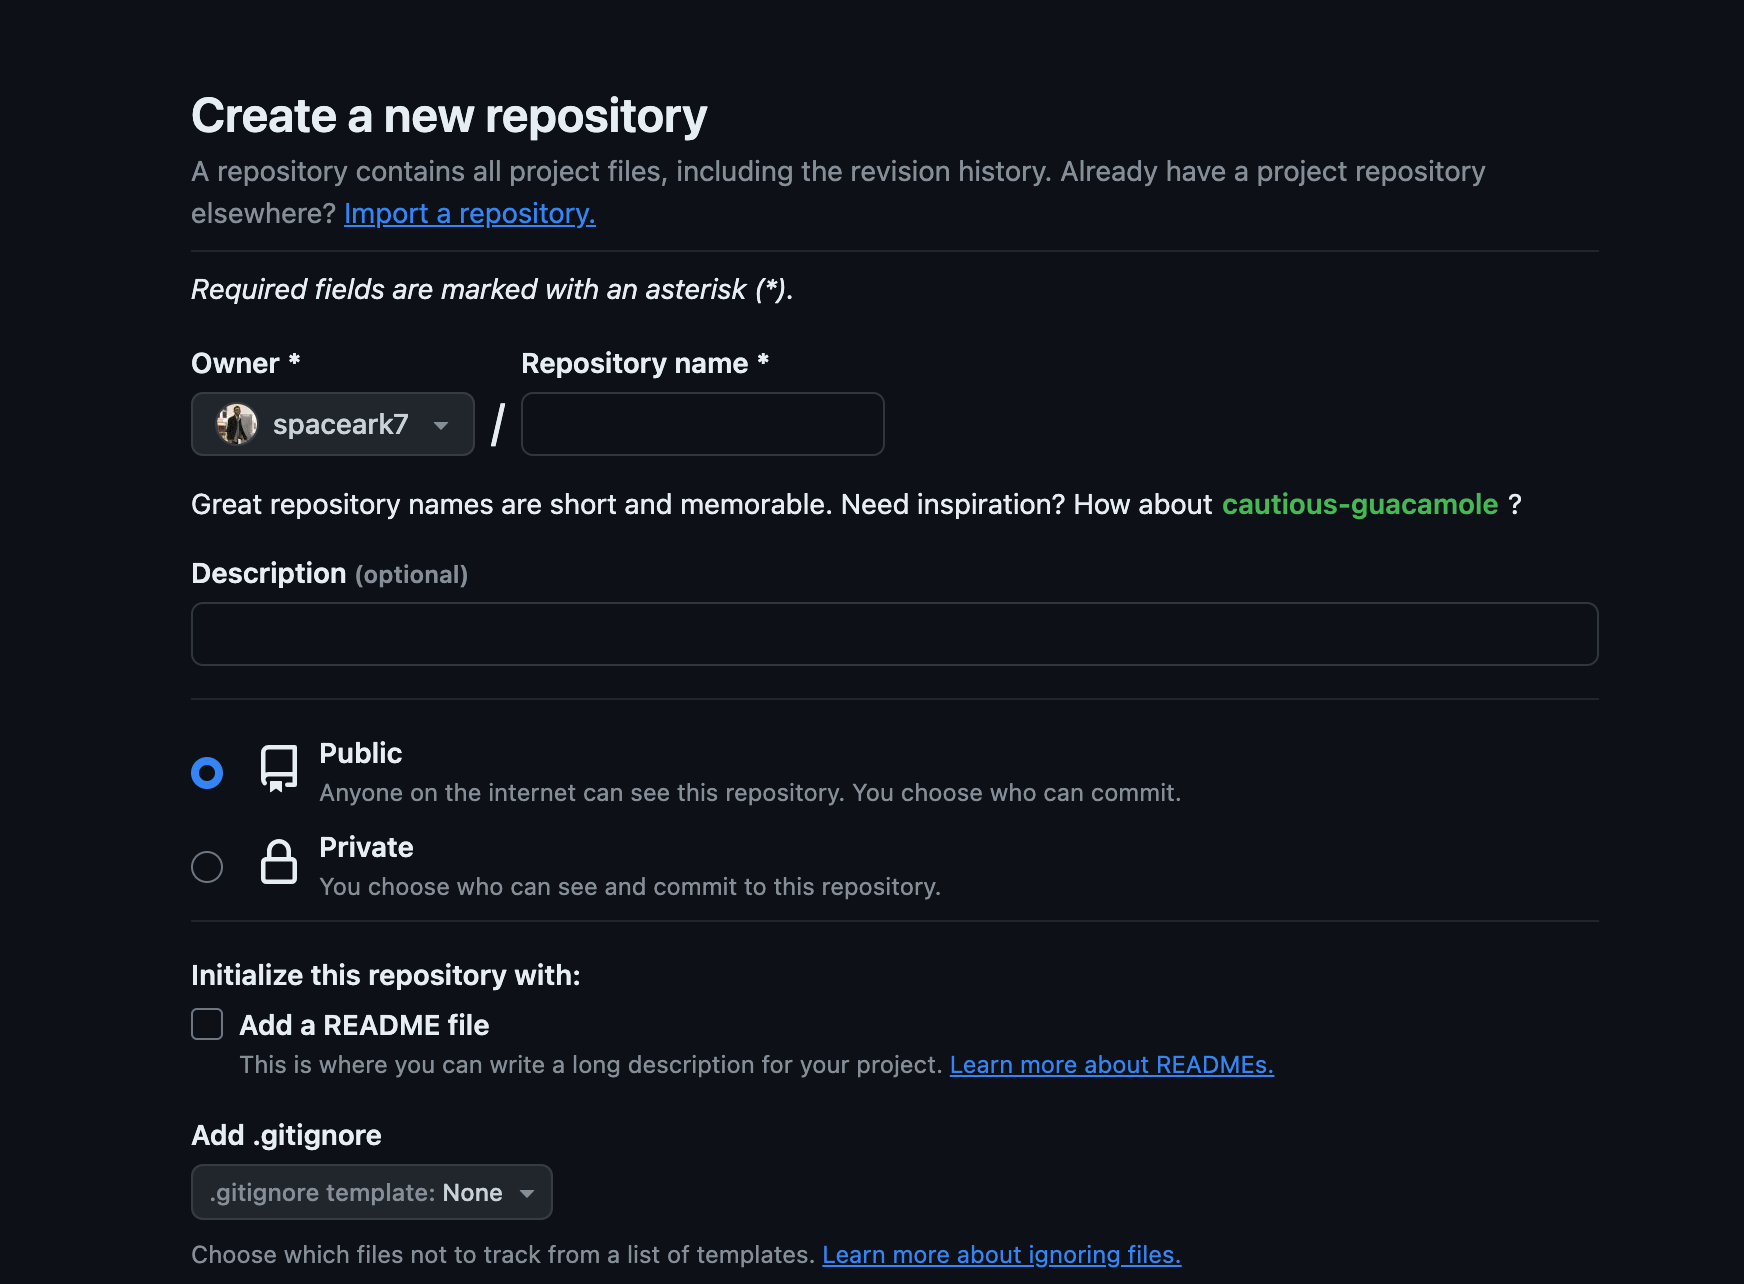 Create a new repository
A repository contains all project files, including the revision history. Already have a project repository
elsewhere? Import a repository.
Required fields are marked with an asterisk (*).
Owner *
Repository name *
spaceark7
/
Great repository names are short and memorable. Need inspiration? How about cautious-guacamole ?
Description (optional)
Public
Anyone on the internet can see this repository. You choose who can commit.
Private
You choose who can see and commit to this repository.
Initialize this repository with:
Add a README file
This is where you can write a long description for your project. Learn more about READMEs.
Add .gitignore
.gitignore template: None
Choose which files not to track from a list of templates. Learn more about ignoring files.